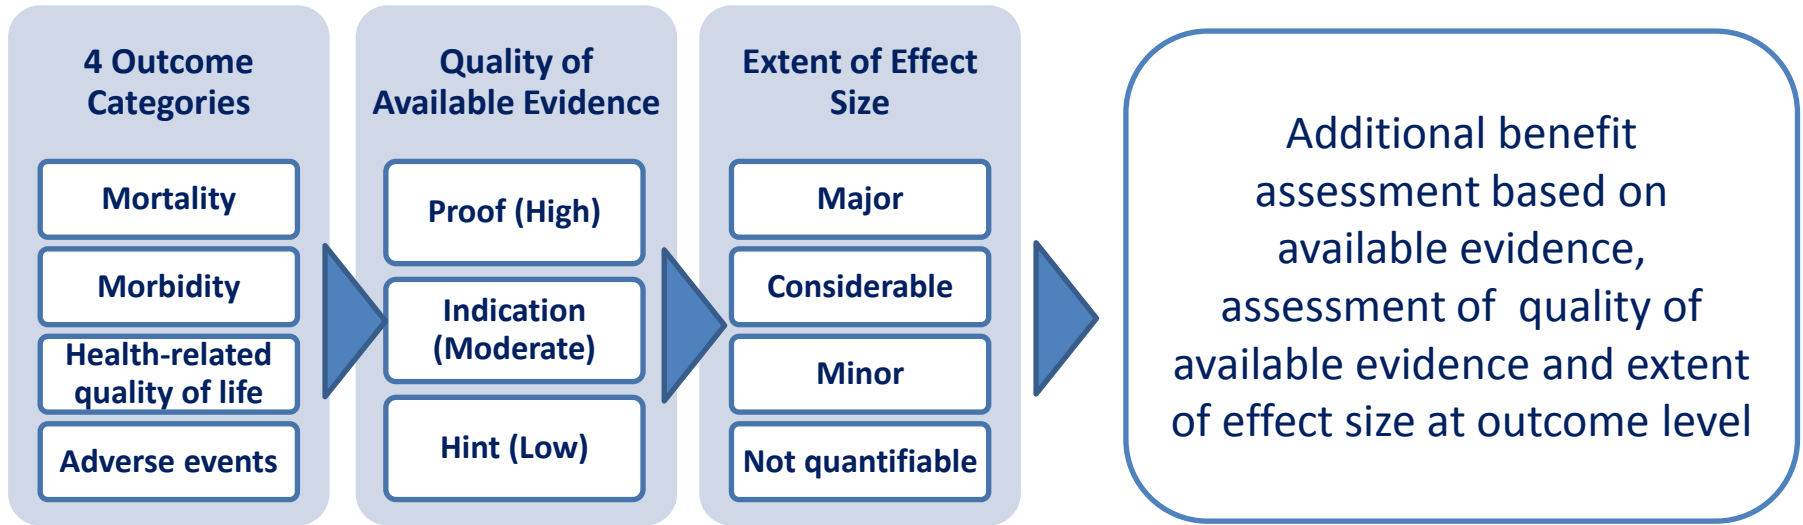 4 Outcome
Categories
Mortality
Morbidity
Health-related
quality of life
Adverse events
Quality of
Available Evidence
Proof (High)
Indication
(Moderate)
Hint (Low)
Extent of Effect
Size
Major
Considerable
Minor
Not quantifiable
Additional benefit
assessment based on
available evidence,
assessment of  quality of
available evidence and extent
of effect size at outcome level